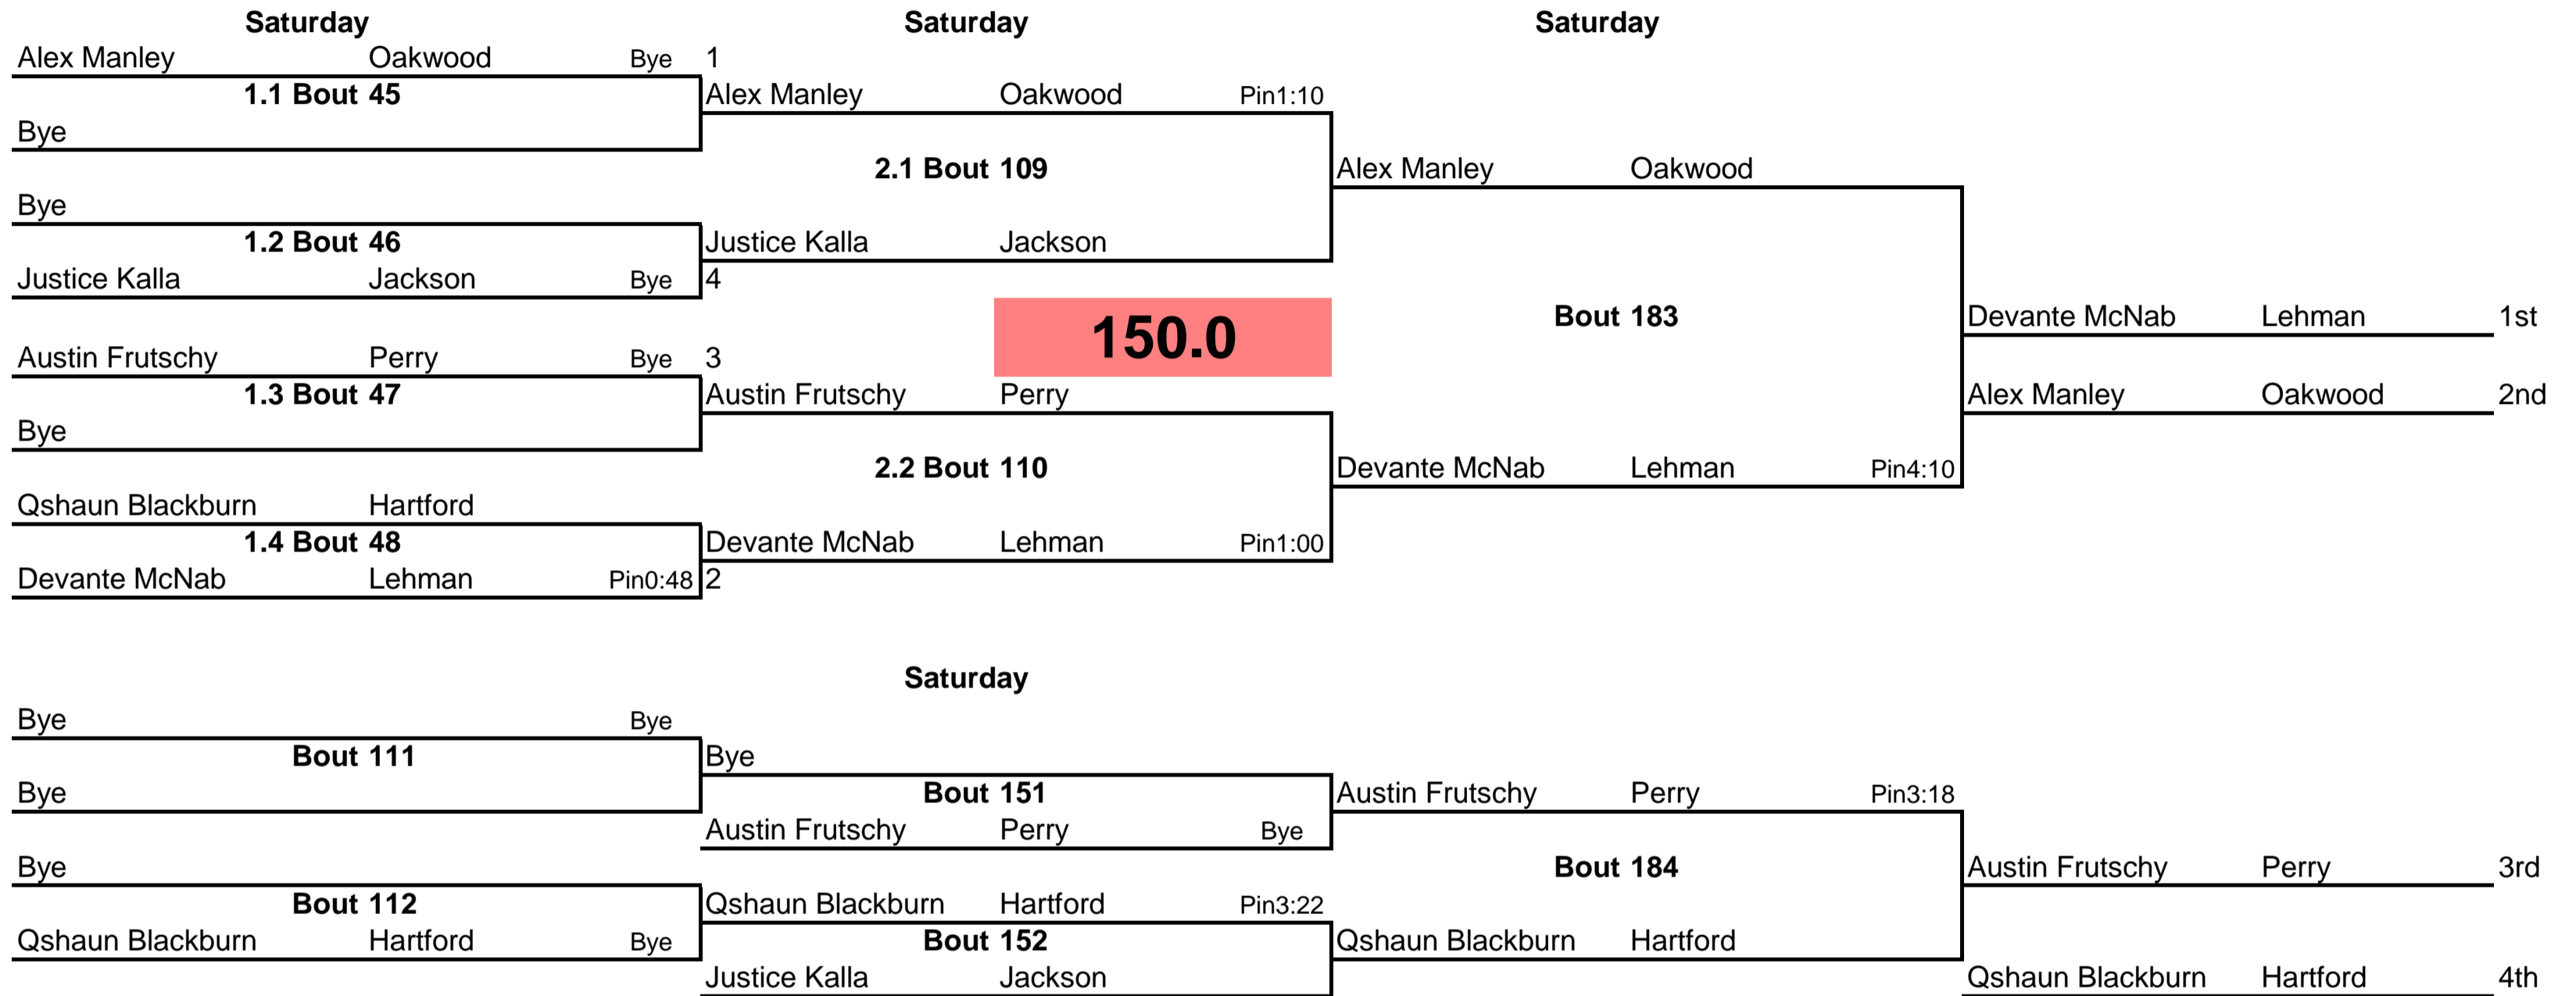 Saturday Saturday Saturday
Alex Manley Oakwood Bye 1
1.1 Bout 45 Alex Manley Oakwood Pin1:10
Bye
2.1 Bout 109 Alex Manley Oakwood
Bye
1.2 Bout 46 Justice Kalla Jackson
Justice Kalla Jackson Bye 4
150.0 Bout 183 Devante McNab Lehman 1st
Austin Frutschy Perry Bye 3
1.3 Bout 47 Austin Frutschy Perry Alex Manley Oakwood 2nd
Bye
2.2 Bout 110 Devante McNab Lehman Pin4:10
Qshaun Blackburn Hartford
1.4 Bout 48 Devante McNab Lehman Pin1:00
Devante McNab Lehman Pin0:48 2
Saturday
Bye Bye
Bout 111 Bye
Bye Bout 151 Austin Frutschy Perry Pin3:18
Austin Frutschy Perry Bye
Bye Bout 184 Austin Frutschy Perry 3rd
Bout 112 Qshaun Blackburn Hartford Pin3:22
Qshaun Blackburn Hartford Bye Bout 152 Qshaun Blackburn Hartford
Justice Kalla Jackson Qshaun Blackburn Hartford 4th